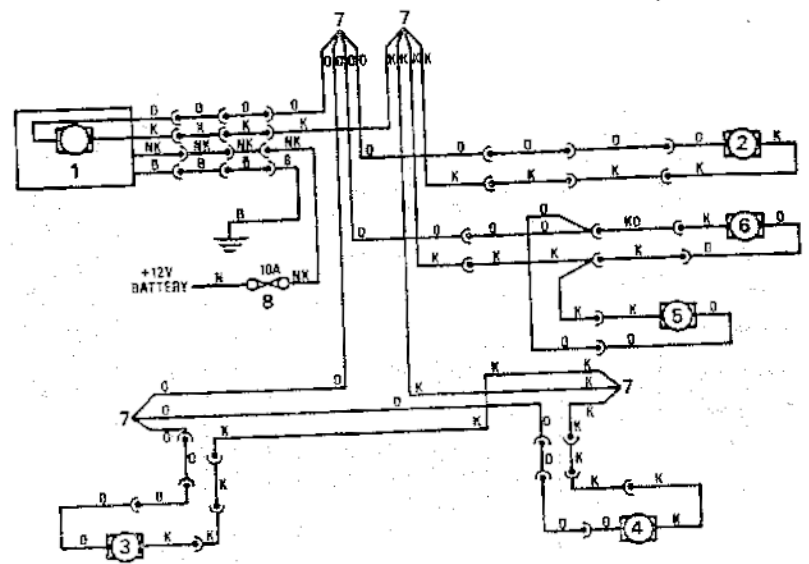 7 7
O O O O K K K K
O B O O
K K K K
NK NK NK NK
B B B B
1
O O O O O 2 K
K K K K
B
O
O O O O KO K 6 O
K K K K O
+12V 10A
BATTERY N NK
8
K K 5 O
O O
K K
O O K K
7 O O 7
O K K K
O K O K
O K O K K
O O O O 4 K
O 3 K K